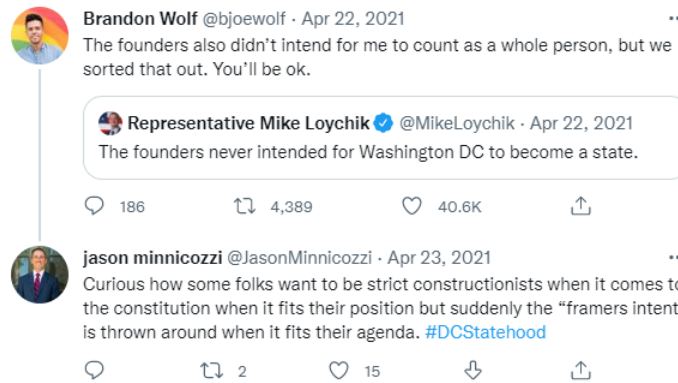 Brandon Wolf @bjoewolf · Apr 22, 2021
The founders also didn't intend for me to count as a whole person, but we
sorted that out. You'll be ok.
Representative Mike Loychik @MikeLoychik · Apr 22, 2021
The founders never intended for Washington DC to become a state.
186 4,389 40.6K
jason minnicozzi @JasonMinnicozzi · Apr 23, 2021
Curious how some folks want to be strict constructionists when it comes to
the constitution when it fits their position but suddenly the “framers intent
is thrown around when it fits their agenda. #DCStatehood
2 15